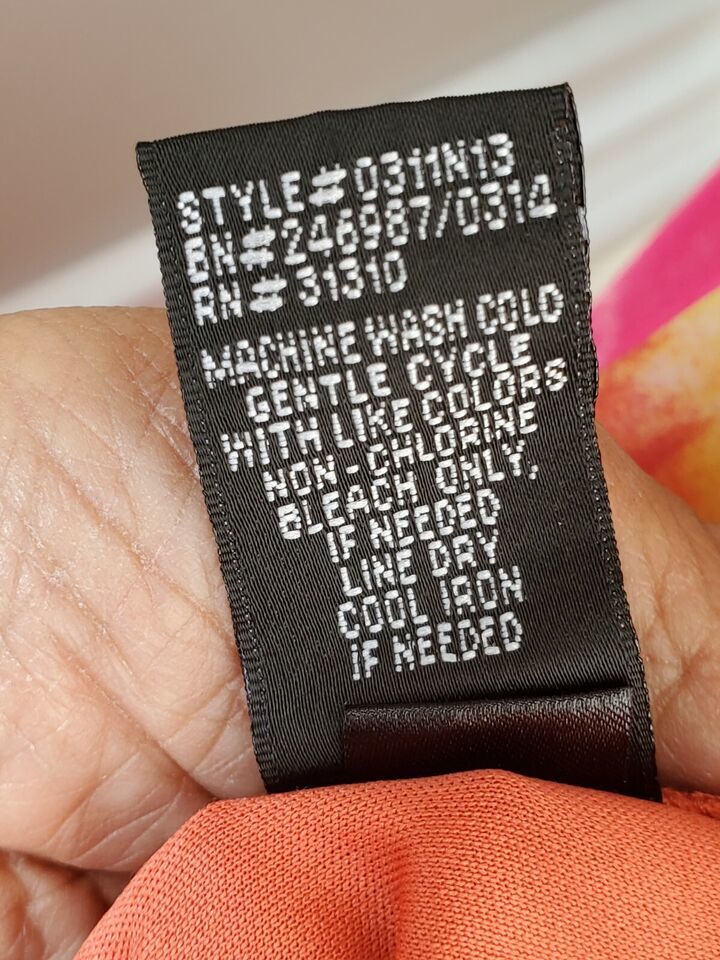 STYLE# 0311N13
BN# 246987/0314
RN# 31310
MACHINE WASH COLD
GENTLE CYCLE
WITH LIKE COLORS
NON-CHLORINE
BLEACH ONLY,
IF NEEDED
LINE DRY
COOL IRON
IF NEEDED